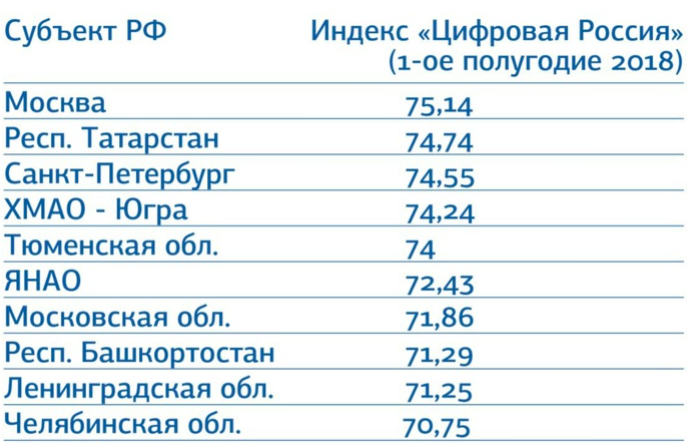 Субъект РФ Индекс «Цифровая Россия»
(1-ое полугодие 2018)
Москва 75,14
Респ. Татарстан 74,74
Санкт-Петербург 74,55
ХМАО - Югра 74,24
Тюменская обл. 74
ЯНАО 72,43
Московская обл. 71,86
Респ. Башкортостан 71,29
Ленинградская обл. 71,25
Челябинская обл. 70,75